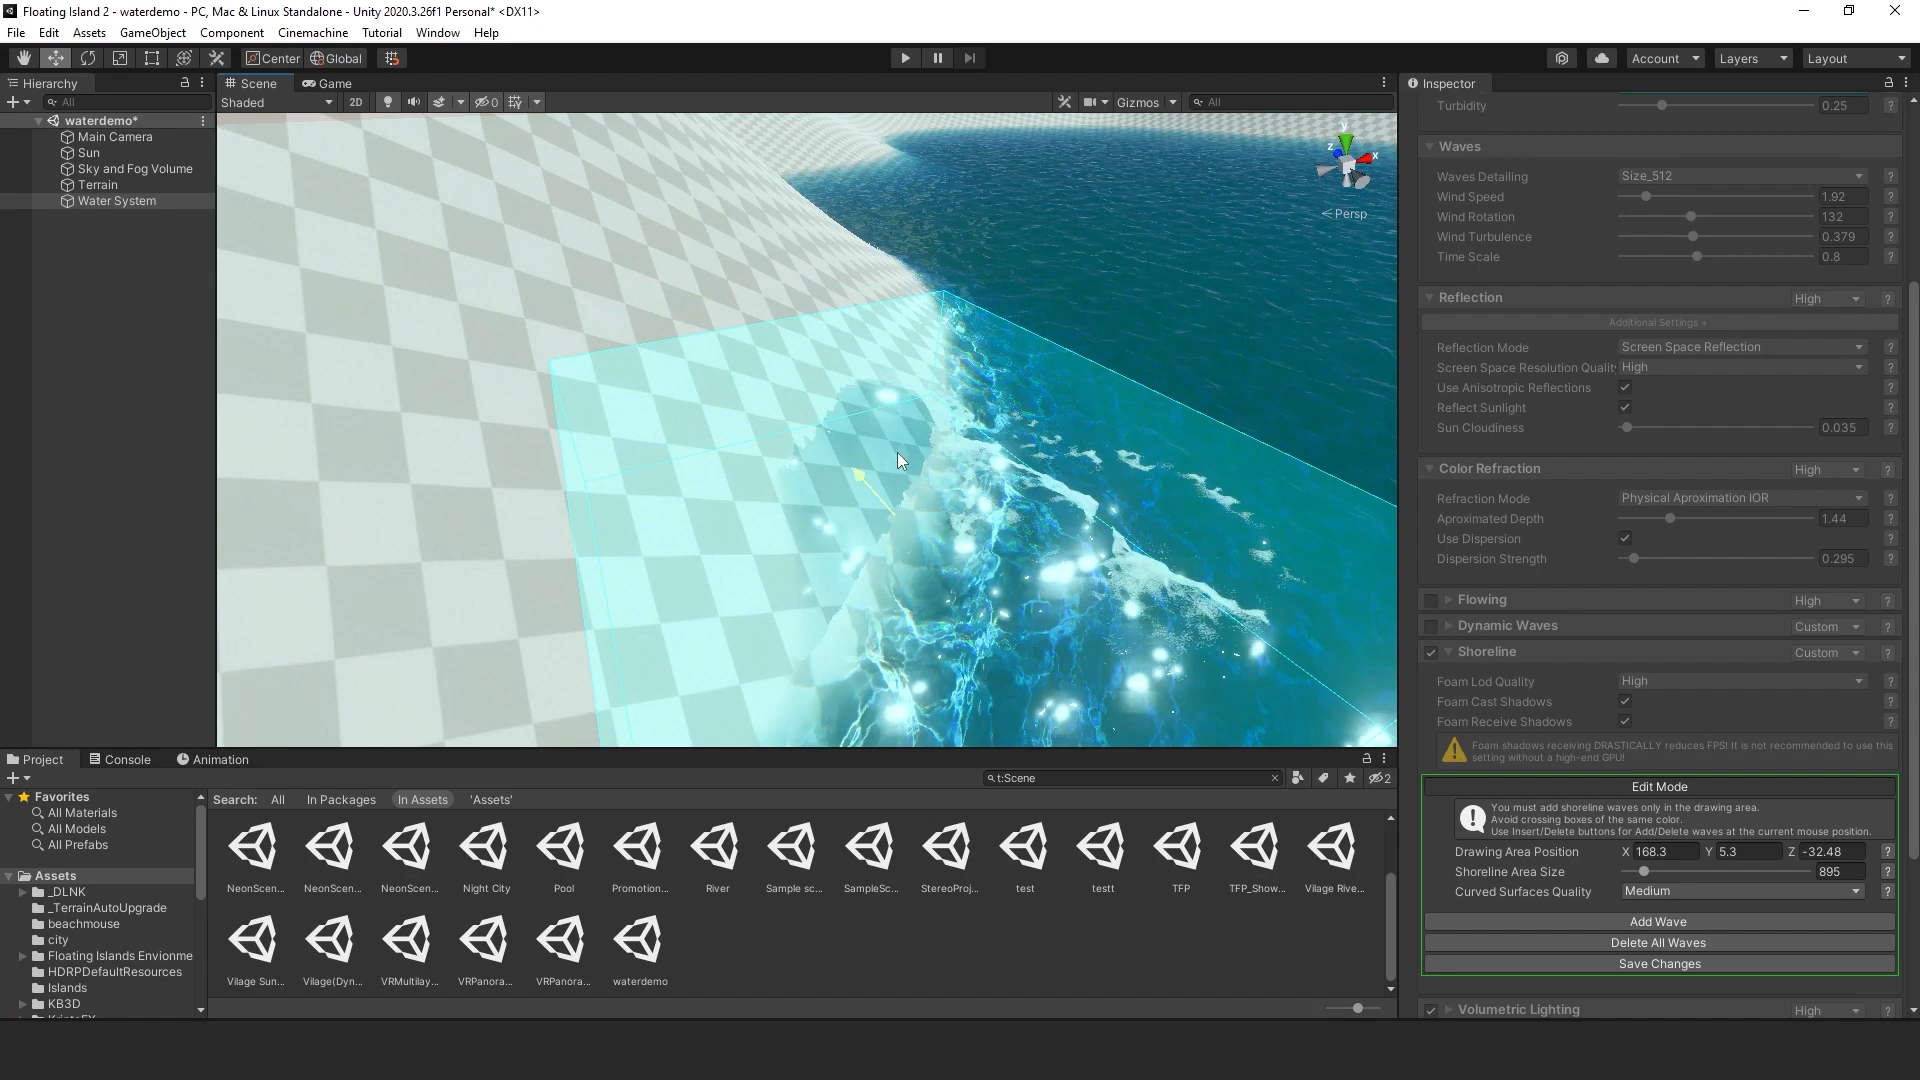 Floating Island 2 - waterdemo - PC, Mac & Linux Standalone - Unity 2020.3.26f1 Personal* <DX11>
File Edit Assets GameObject Component Cinemachine Tutorial Window Help
Center Global Account Layers Layout
Hierarchy
All
waterdemo*
Main Camera
Sun
Sky and Fog Volume
Terrain
Water System
Scene Game
Shaded 2D 0 Gizmos All
y
z
x
Persp
Inspector
Turbidity 0.25 ?
Waves
Waves Detailing Size_512 ?
Wind Speed 1.92 ?
Wind Rotation 132 ?
Wind Turbulence 0.379 ?
Time Scale 0.8 ?
Reflection High ?
Additional Settings +
Reflection Mode Screen Space Reflection ?
Screen Space Resolution Qualit High ?
Use Anisotropic Reflections ?
Reflect Sunlight ?
Sun Cloudiness 0.035 ?
Color Refraction High ?
Refraction Mode Physical Aproximation IOR ?
Aproximated Depth 1.44 ?
Use Dispersion ?
Dispersion Strength 0.295 ?
Flowing High ?
Dynamic Waves Custom ?
Shoreline Custom ?
Foam Lod Quality High ?
Foam Cast Shadows ?
Foam Receive Shadows ?
Foam shadows receiving DRASTICALLY reduces FPS! It is not recommended to use this
setting without a high-end GPU!
Edit Mode
You must add shoreline waves only in the drawing area.
Avoid crossing boxes of the same color.
Use Insert/Delete buttons for Add/Delete waves at the current mouse position.
Drawing Area Position X 168.3 Y 5.3 Z -32.48 ?
Shoreline Area Size 895 ?
Curved Surfaces Quality Medium ?
Add Wave
Delete All Waves
Save Changes
Volumetric Lighting High ?
Project Console Animation
t:Scene 2
Favorites
All Materials
All Models
All Prefabs
Assets
_DLNK
_TerrainAutoUpgrade
beachmouse
city
Floating Islands Envionme
HDRPDefaultResources
Islands
KB3D
Search: All In Packages In Assets 'Assets'
NeonScen... NeonScen... NeonScen... Night City Pool Promotion... River Sample sc... SampleSc... StereoProj... test testt TFP TFP_Show... Vilage Rive...
Vilage Sun... Vilage(Dyn... VRMultilay... VRPanora... VRPanora... waterdemo